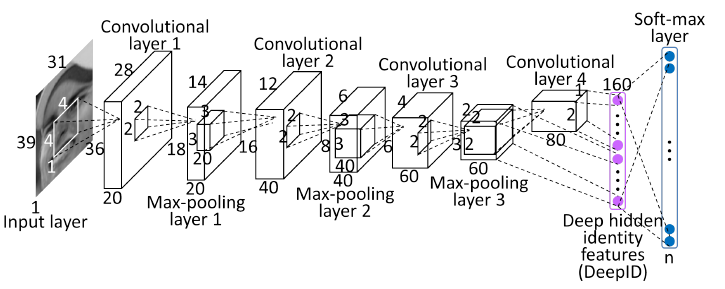 Soft-max
layer
Convolutional
layer 1
Convolutional
layer 2
Convolutional
layer 3
Convolutional
layer 4
31
39
1
4
4
1
Input layer
28
36
20
2
2
14
18
20
3
3
20
Max-pooling
layer 1
12
16
40
2
2
6
8
40
3
3
40
Max-pooling
layer 2
4
6
60
2
2
2
3
60
2
2
Max-pooling
layer 3
2
80
160
Deep hidden
identity
features
(DeepID)
n